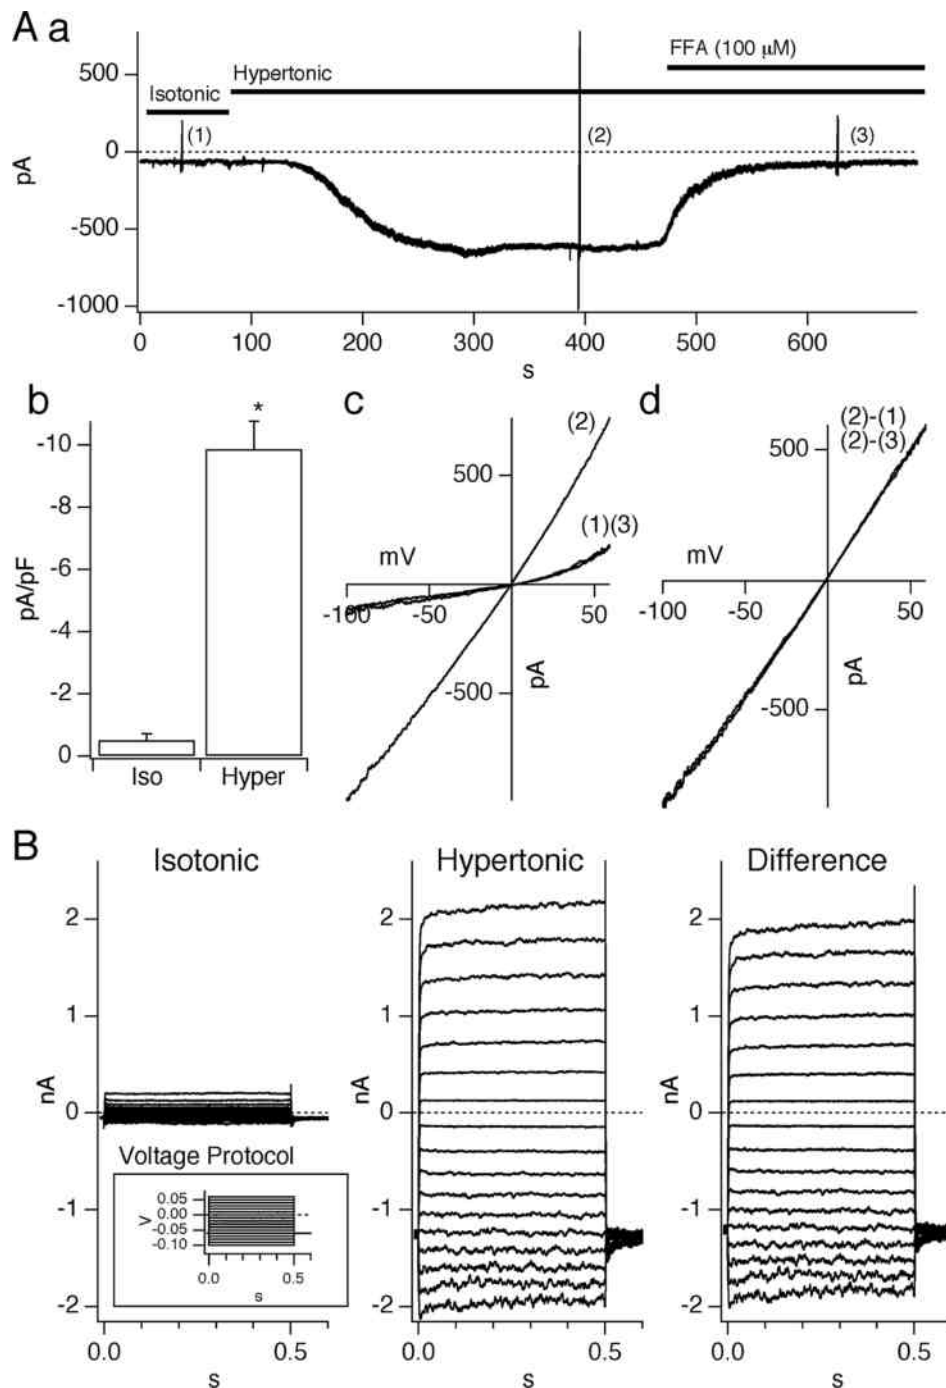 A a
FFA (100 µM)
Hypertonic
Isotonic
(1)
(2)
(3)
500
0
-500
-1000
pA
0 100 200 300 400 500 600
s
b
*
-10
-8
-6
-4
-2
0
pA/pF
Iso Hyper
c
(2)
500
(1)(3)
mV
-100 -50 50
-500
pA
d
(2)-(1)
(2)-(3)
500
mV
-100 -50 50
-500
pA
B
Isotonic Hypertonic Difference
2
1
0
-1
-2
nA
Voltage Protocol
0.05
0.00
-0.05
-0.10
V
0.0 0.5
s
0.0 0.5
s
2
1
0
-1
-2
nA
0.0 0.5
s
2
1
0
-1
-2
nA
0.0 0.5
s